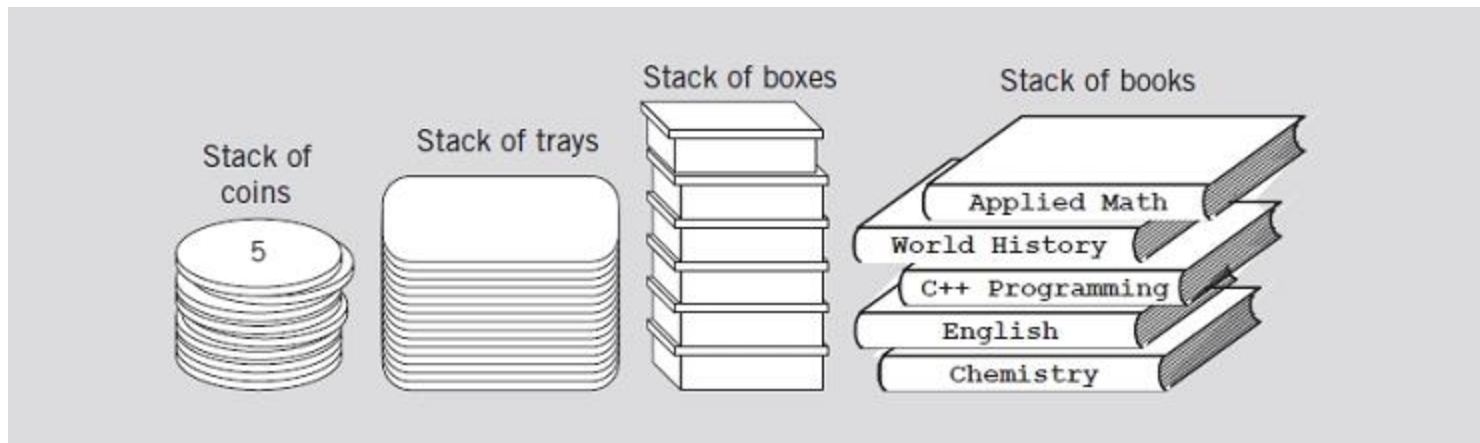 Stack of
coins
5
Stack of trays
Stack of boxes
Stack of books
Applied Math
World History
C++ Programming
English
Chemistry